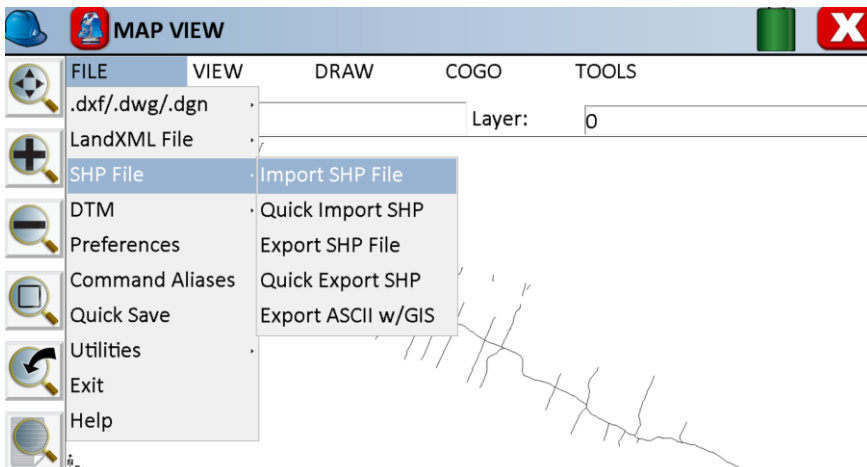 MAP VIEW
FILE VIEW DRAW COGO TOOLS
.dxf/.dwg/.dgn
Layer: 0
LandXML File
SHP File
Import SHP File
DTM
Quick Import SHP
Preferences
Export SHP File
Command Aliases
Quick Export SHP
Quick Save
Export ASCII w/GIS
Utilities
Exit
Help